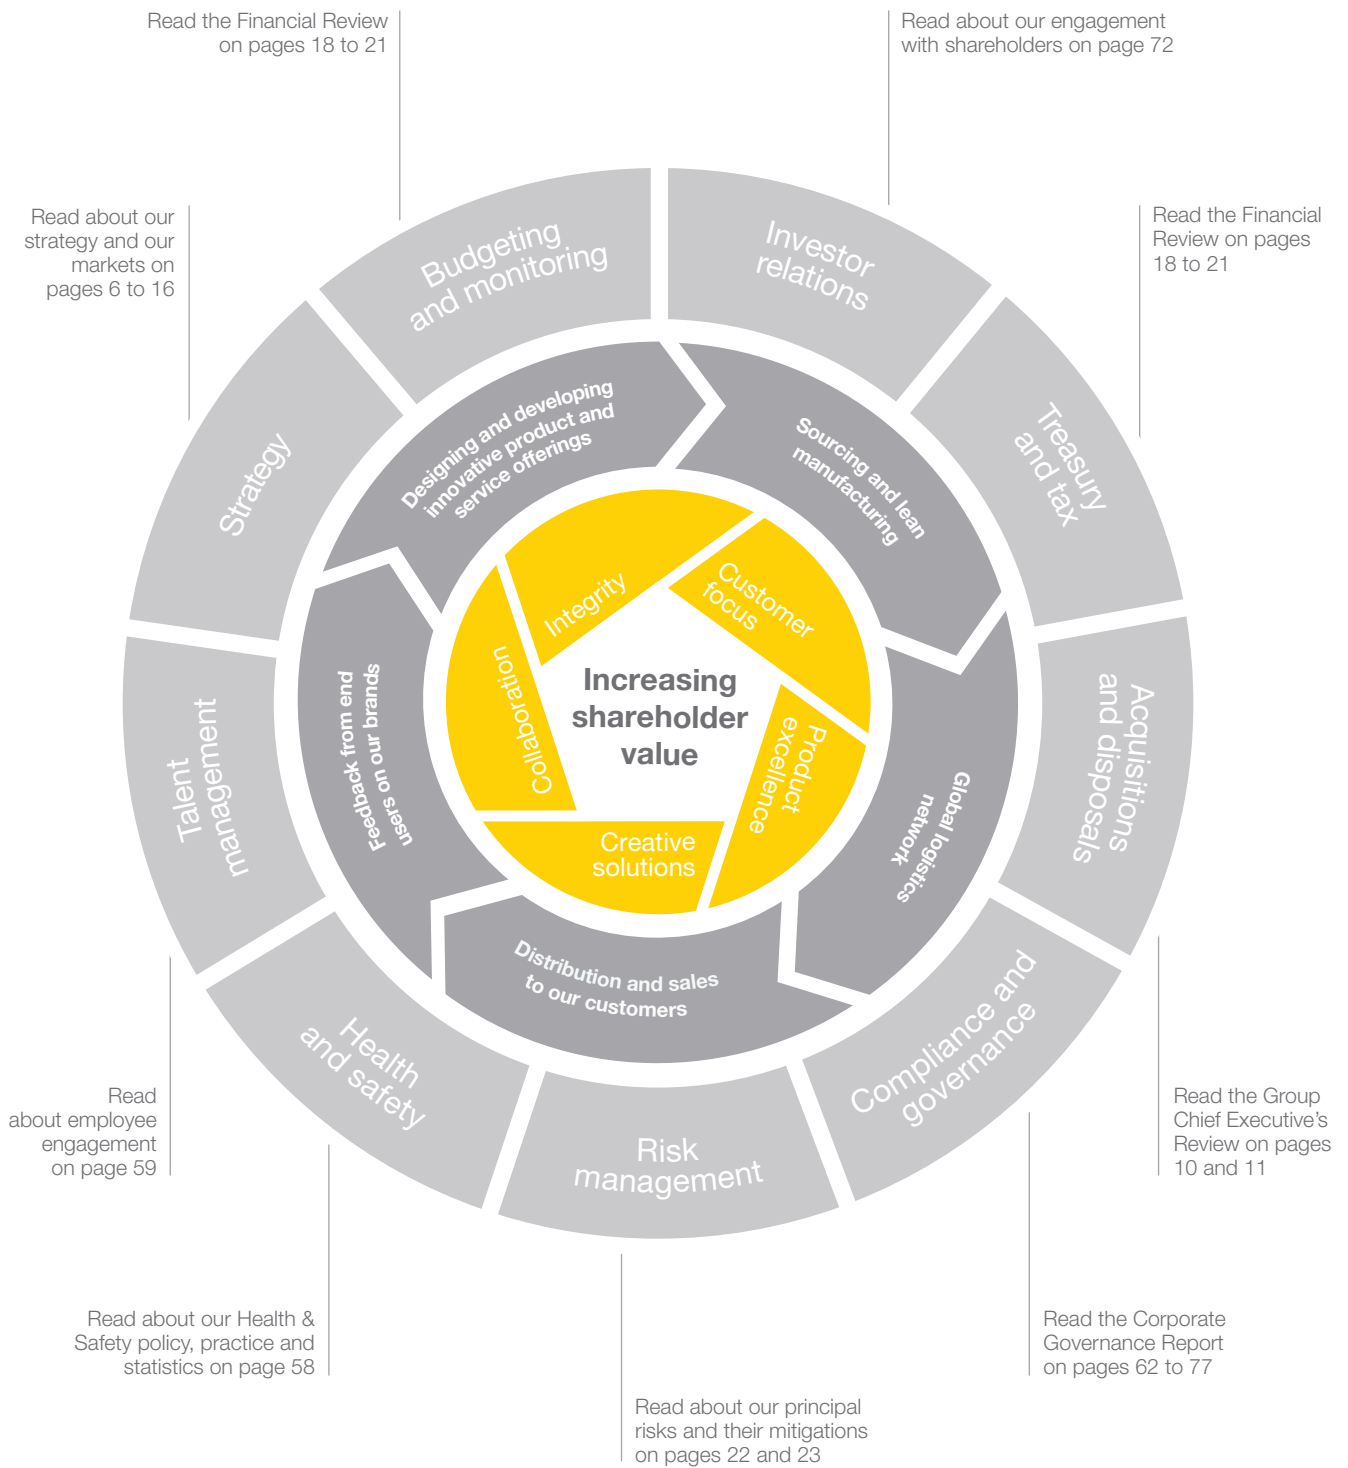 Read the Financial Review
on pages 18 to 21
Read about our engagement
with shareholders on page 72
Read about our
strategy and our
markets on
pages 6 to 16
Read the Financial
Review on pages
18 to 21
Budgeting
and monitoring
Investor
relations
Treasury
and tax
Acquisitions
and disposals
Compliance and
governance
Risk
management
Health
and safety
Talent
management
Strategy
Designing and developing
innovative product and
service offerings
Sourcing and lean
manufacturing
Global logistics
network
Distribution and sales
to our customers
Feedback from end
users on our brands
Integrity
Customer
focus
Product
excellence
Creative
solutions
Collaboration
Increasing
shareholder
value
Read
about employee
engagement
on page 59
Read the Group
Chief Executive's
Review on pages
10 and 11
Read about our Health &
Safety policy, practice and
statistics on page 58
Read the Corporate
Governance Report
on pages 62 to 77
Read about our principal
risks and their mitigations
on pages 22 and 23